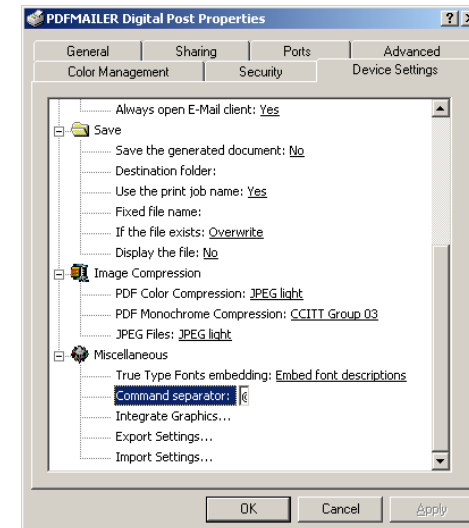 PDFMAILER Digital Post Properties
General Sharing Ports Advanced
Color Management Security Device Settings
Always open E-Mail client: Yes
Save
Save the generated document: No
Destination folder:
Use the print job name: Yes
Fixed file name:
If the file exists: Overwrite
Display the file: No
Image Compression
PDF Color Compression: JPEG light
PDF Monochrome Compression: CCITT Group 03
JPEG Files: JPEG light
Miscellaneous
True Type Fonts embedding: Embed font descriptions
Command separator:
Integrate Graphics...
Export Settings...
Import Settings...
OK Cancel Apply